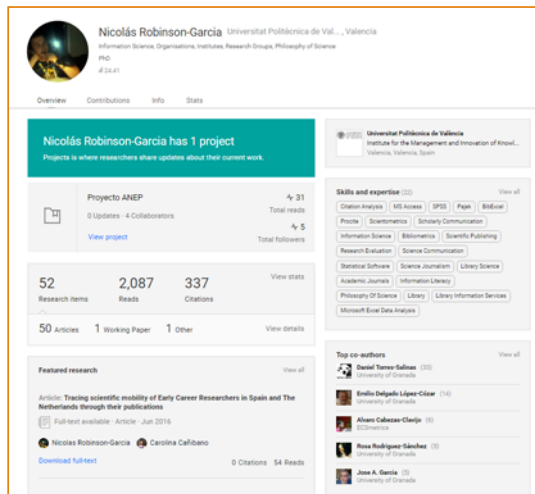 Nicolás Robinson-Garcia Universitat Politècnica de Val... , Valencia
Information Science, Organisations, Institutes, Research Groups, Philosophy of Science
PhD
24.41
Overview Contributions Info Stats
Nicolás Robinson-Garcia has 1 project
Projects is where researchers share updates about their current work.
Proyecto ANEP
0 Updates · 4 Collaborators
View project
31
Total reads
5
Total followers
52 2,087 337 View stats
Research items Reads Citations
50 Articles 1 Working Paper 1 Other View details
Featured research View all
Article: Tracing scientific mobility of Early Career Researchers in Spain and The
Netherlands through their publications
Full-text available · Article · Jun 2016
Nicolas Robinson-Garcia Carolina Cañibano
Download full-text 0 Citations 54 Reads
Universitat Politècnica de València
Institute for the Management and Innovation of Knowl...
Valencia, Valencia, Spain
Skills and expertise (22) View all
Citation Analysis MS Access SPSS Pajek BibExcel
Procite Scientometrics Scholarly Communication
Information Science Bibliometrics Scientific Publishing
Research Evaluation Science Communication
Statistical Software Science Journalism Library Science
Academic Journals Information Literacy
Philosophy Of Science Library Library Information Services
Microsoft Excel Data Analysis
Top co-authors View all
Daniel Torres-Salinas (33)
University of Granada
Emilio Delgado López-Cózar (14)
University of Granada
Alvaro Cabezas-Clavijo (6)
EC3metrics
Rosa Rodriguez-Sánchez (5)
University of Granada
Jose A. García (5)
University of Granada